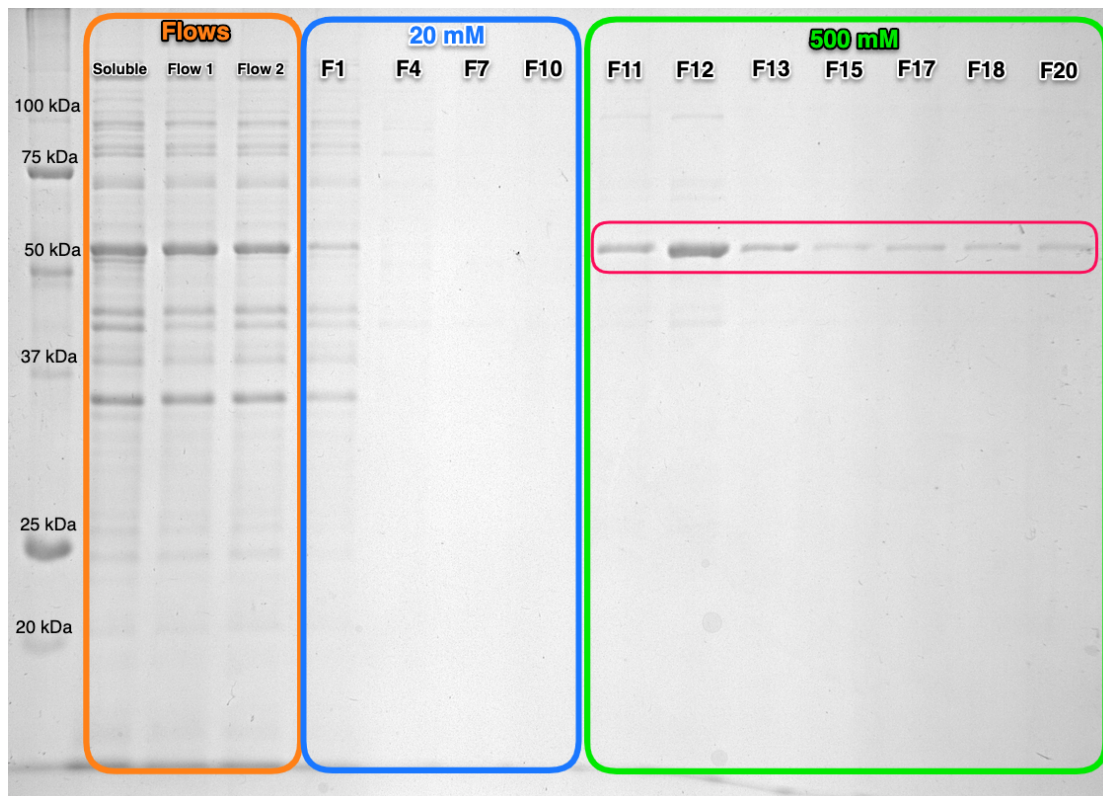 Flows
20 mM
500 mM
Soluble Flow 1 Flow 2 F1 F4 F7 F10 F11 F12 F13 F15 F17 F18 F20
100 kDa
75 kDa
50 kDa
37 kDa
25 kDa
20 kDa